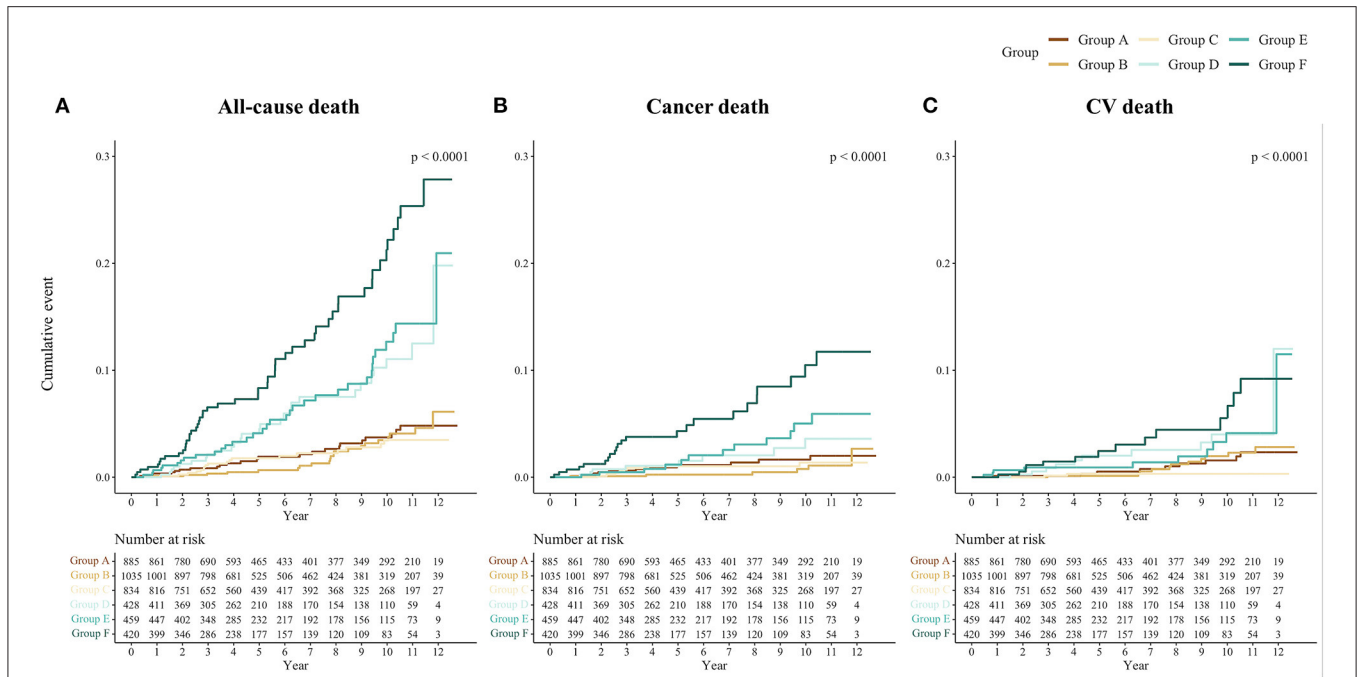 Group
Group A
Group C
Group E
Group B
Group D
Group F
A
All-cause death
B
Cancer death
C
CV death
Cumulative event
0.3
0.2
0.1
0.0
p < 0.0001
0 1 2 3 4 5 6 7 8 9 10 11 12
Year
0.3
0.2
0.1
0.0
p < 0.0001
0 1 2 3 4 5 6 7 8 9 10 11 12
Year
0.3
0.2
0.1
0.0
p < 0.0001
0 1 2 3 4 5 6 7 8 9 10 11 12
Year
Number at risk
Group A 885 861 780 690 593 465 433 401 377 349 292 210 19
Group B 1035 1001 897 798 681 525 506 462 424 381 319 207 39
Group C 834 816 751 652 560 439 417 392 368 325 268 197 27
Group D 428 411 369 305 262 210 188 170 154 138 110 59 4
Group E 459 447 402 348 285 232 217 192 178 156 115 73 9
Group F 420 399 346 286 238 177 157 139 120 109 83 54 3
0 1 2 3 4 5 6 7 8 9 10 11 12
Year
Number at risk
Group A 885 861 780 690 593 465 433 401 377 349 292 210 19
Group B 1035 1001 897 798 681 525 506 462 424 381 319 207 39
Group C 834 816 751 652 560 439 417 392 368 325 268 197 27
Group D 428 411 369 305 262 210 188 170 154 138 110 59 4
Group E 459 447 402 348 285 232 217 192 178 156 115 73 9
Group F 420 399 346 286 238 177 157 139 120 109 83 54 3
0 1 2 3 4 5 6 7 8 9 10 11 12
Year
Number at risk
Group A 885 861 780 690 593 465 433 401 377 349 292 210 19
Group B 1035 1001 897 798 681 525 506 462 424 381 319 207 39
Group C 834 816 751 652 560 439 417 392 368 325 268 197 27
Group D 428 411 369 305 262 210 188 170 154 138 110 59 4
Group E 459 447 402 348 285 232 217 192 178 156 115 73 9
Group F 420 399 346 286 238 177 157 139 120 109 83 54 3
0 1 2 3 4 5 6 7 8 9 10 11 12
Year